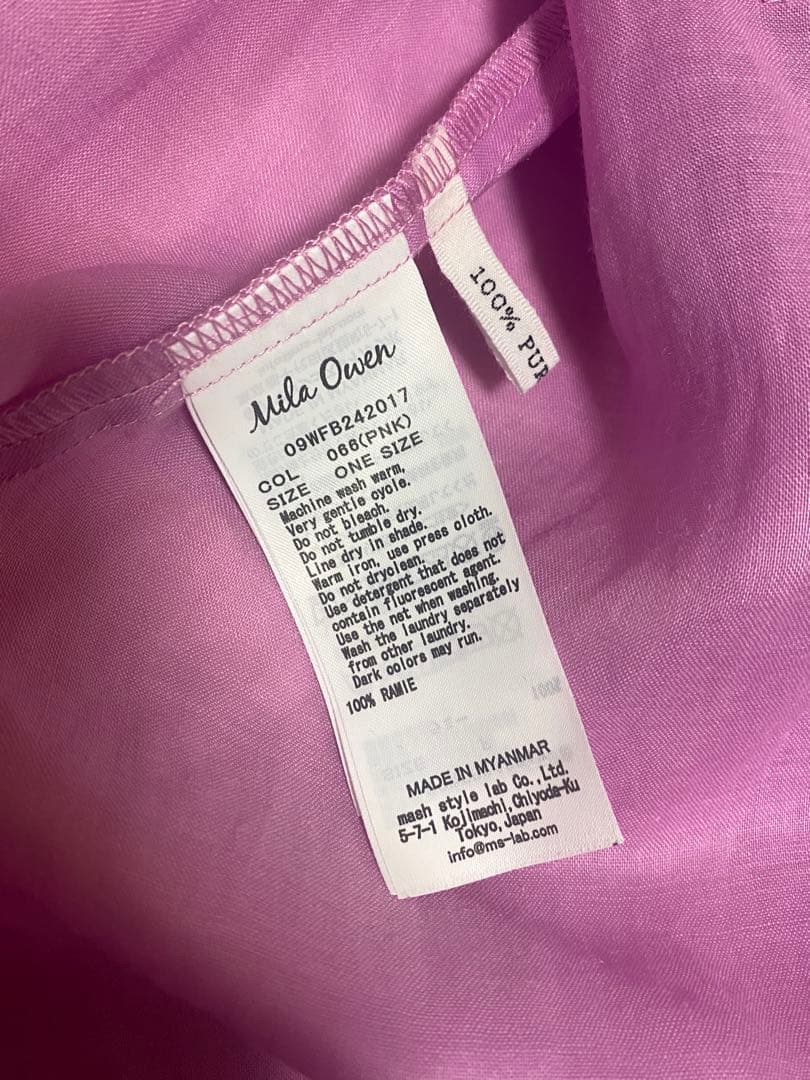 100% PUR
Mila Owen
09WFB242017
COL 066(PNK)
SIZE ONE SIZE
Machine wash warm,
Very gentle cycle.
Do not bleach.
Do not tumble dry.
Line dry in shade.
Warm iron, use press cloth.
Do not dryclean.
Use detergent that does not
contain fluorescent agent.
Use the net when washing.
Wash the laundry separately
from other laundry.
Dark colors may run.
100% RAMIE
MADE IN MYANMAR
mash style lab Co.,Ltd.
5-7-1 Kojimachi,Chiyoda-Ku
Tokyo,Japan
info@ms-lab.com